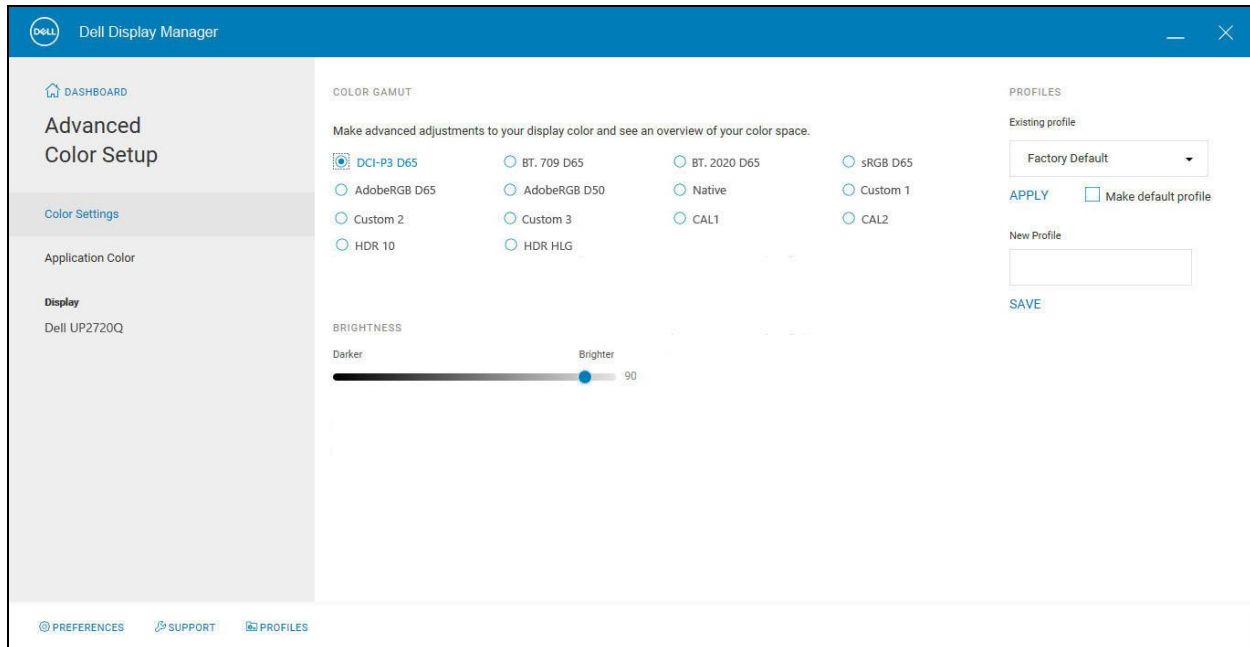 DELL Dell Display Manager
DASHBOARD
Advanced
Color Setup
Color Settings
Application Color
Display
Dell UP2720Q
COLOR GAMUT
Make advanced adjustments to your display color and see an overview of your color space.
DCI-P3 D65 BT. 709 D65 BT. 2020 D65 sRGB D65
AdobeRGB D65 AdobeRGB D50 Native Custom 1
Custom 2 Custom 3 CAL1 CAL2
HDR 10 HDR HLG
BRIGHTNESS
Darker Brighter
90
PROFILES
Existing profile
Factory Default
APPLY Make default profile
New Profile
SAVE
PREFERENCES SUPPORT PROFILES